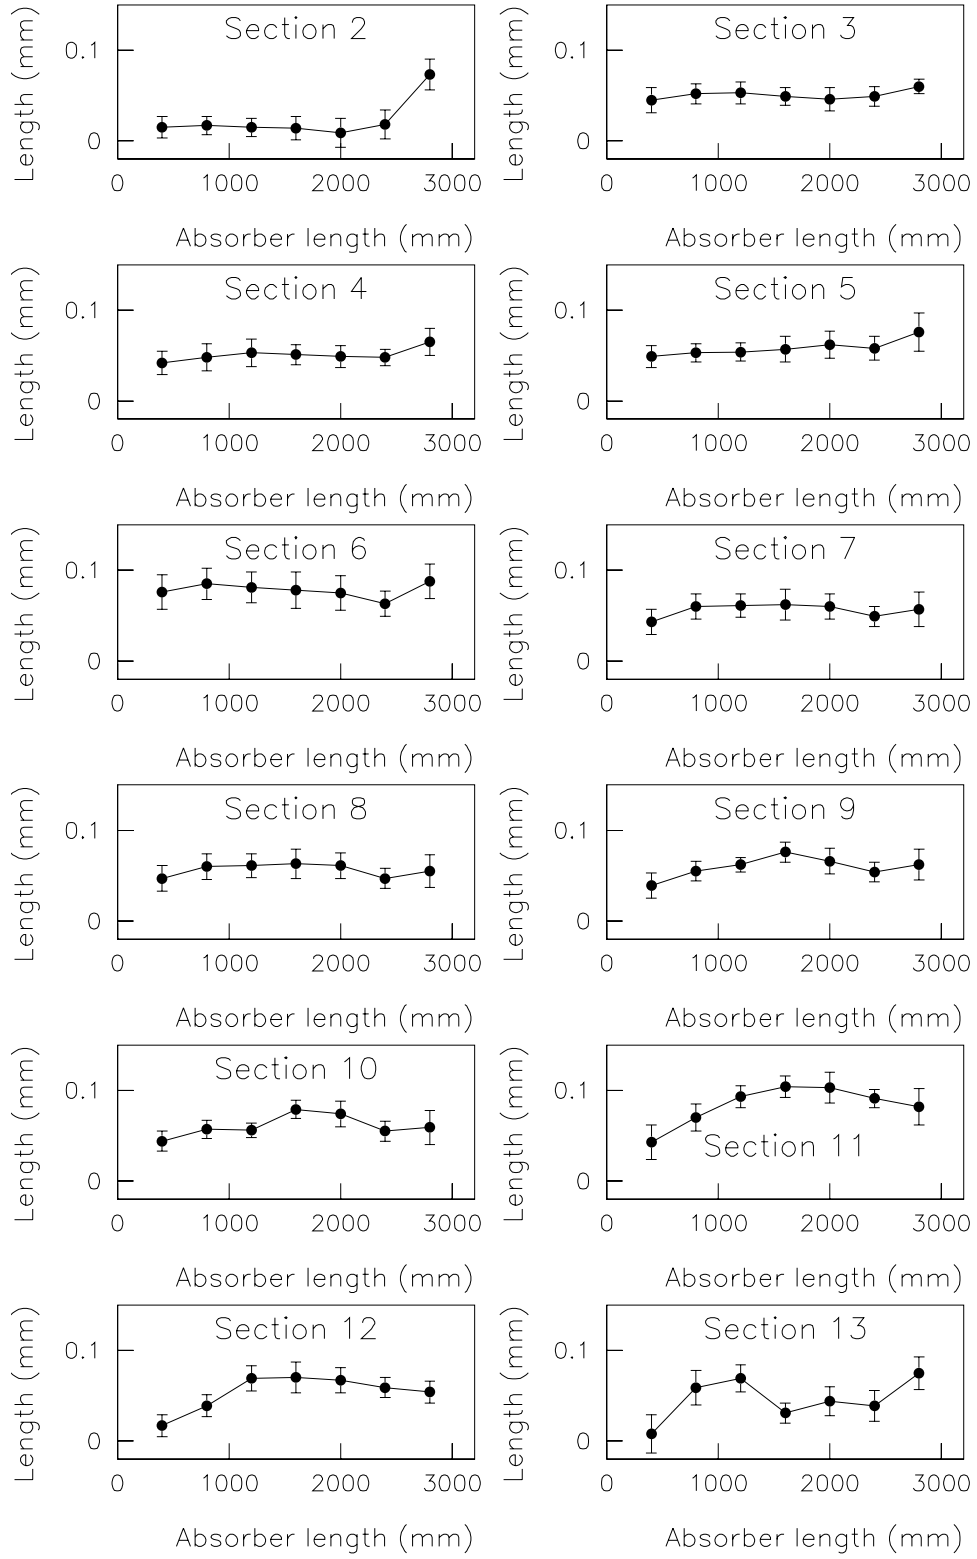 Section 2
Length (mm)
0.1
0
0 1000 2000 3000
Absorber length (mm)
Section 3
Length (mm)
0.1
0
0 1000 2000 3000
Absorber length (mm)
Section 4
Length (mm)
0.1
0
0 1000 2000 3000
Absorber length (mm)
Section 5
Length (mm)
0.1
0
0 1000 2000 3000
Absorber length (mm)
Section 6
Length (mm)
0.1
0
0 1000 2000 3000
Absorber length (mm)
Section 7
Length (mm)
0.1
0
0 1000 2000 3000
Absorber length (mm)
Section 8
Length (mm)
0.1
0
0 1000 2000 3000
Absorber length (mm)
Section 9
Length (mm)
0.1
0
0 1000 2000 3000
Absorber length (mm)
Section 10
Length (mm)
0.1
0
0 1000 2000 3000
Absorber length (mm)
Section 11
Length (mm)
0.1
0
0 1000 2000 3000
Absorber length (mm)
Section 12
Length (mm)
0.1
0
0 1000 2000 3000
Absorber length (mm)
Section 13
Length (mm)
0.1
0
0 1000 2000 3000
Absorber length (mm)